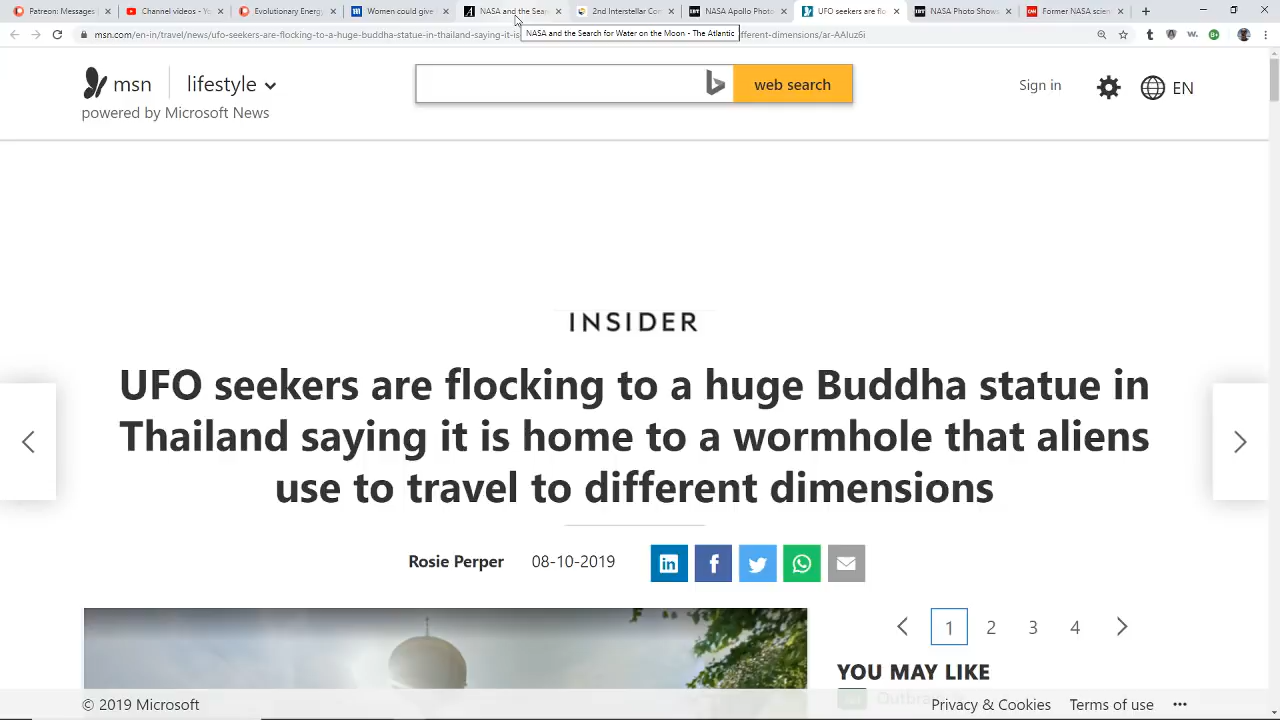 Patron: Messages
Channel videos - Yo
Evolutionary Energ
Women could give
NASA and the Sear
2nd Interstellar Com
NASA Apollo Photo
UFO seekers are flo
NASA Photo Shows
Former NASA scien
msn.com/en-in/travel/news/ufo-seekers-are-flocking-to-a-huge-buddha-statue-in-thailand-saying-it-is
NASA and the Search for Water on the Moon - The Atlantic
fferent-dimensions/ar-AAIuz6i
msn
lifestyle
powered by Microsoft News
web search
Sign in
EN
INSIDER
UFO seekers are flocking to a huge Buddha statue in
Thailand saying it is home to a wormhole that aliens
use to travel to different dimensions
Rosie Perper 08-10-2019
1 2 3 4
YOU MAY LIKE
© 2019 Microsoft
Privacy & Cookies Terms of use